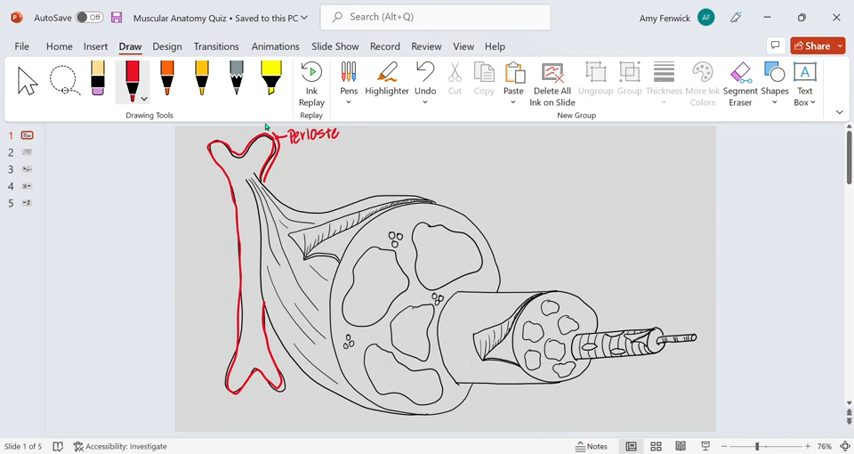 AutoSave Off Muscular Anatomy Quiz • Saved to this PC Search (Alt+Q) Amy Fenwick AF
File Home Insert Draw Design Transitions Animations Slide Show Record Review View Help Share
Ink Replay Pens Highlighter Undo Cut Copy Paste Delete All Ink on Slide Ungroup Group Thickness More Ink Colors Segment Eraser Shapes Text Box
Drawing Tools Replay New Group
1
2
3
4
5
Perioste
Slide 1 of 5 Accessibility: Investigate Notes 76%